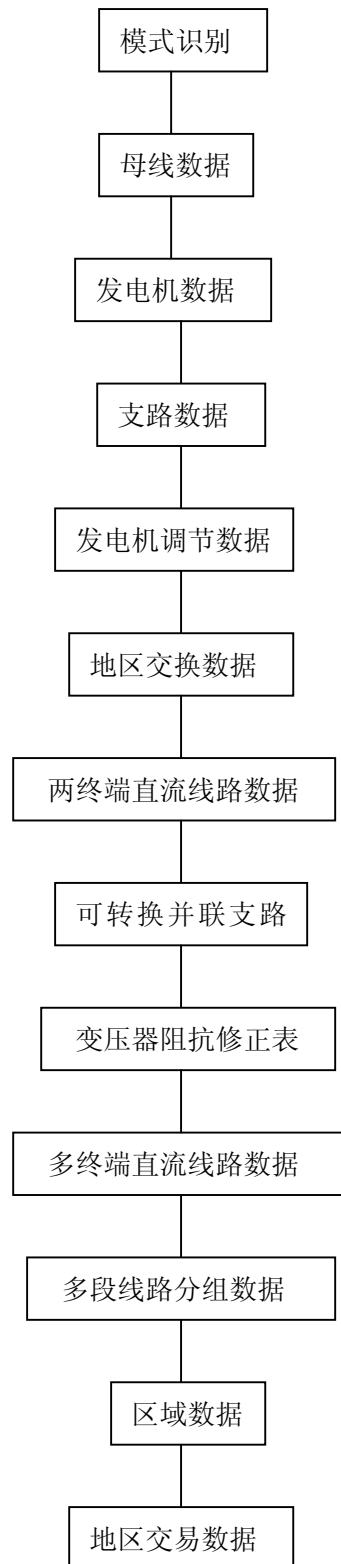 模式识别
母线数据
发电机数据
支路数据
发电机调节数据
地区交换数据
两终端直流线路数据
可转换并联支路
变压器阻抗修正表
多终端直流线路数据
多段线路分组数据
区域数据
地区交易数据